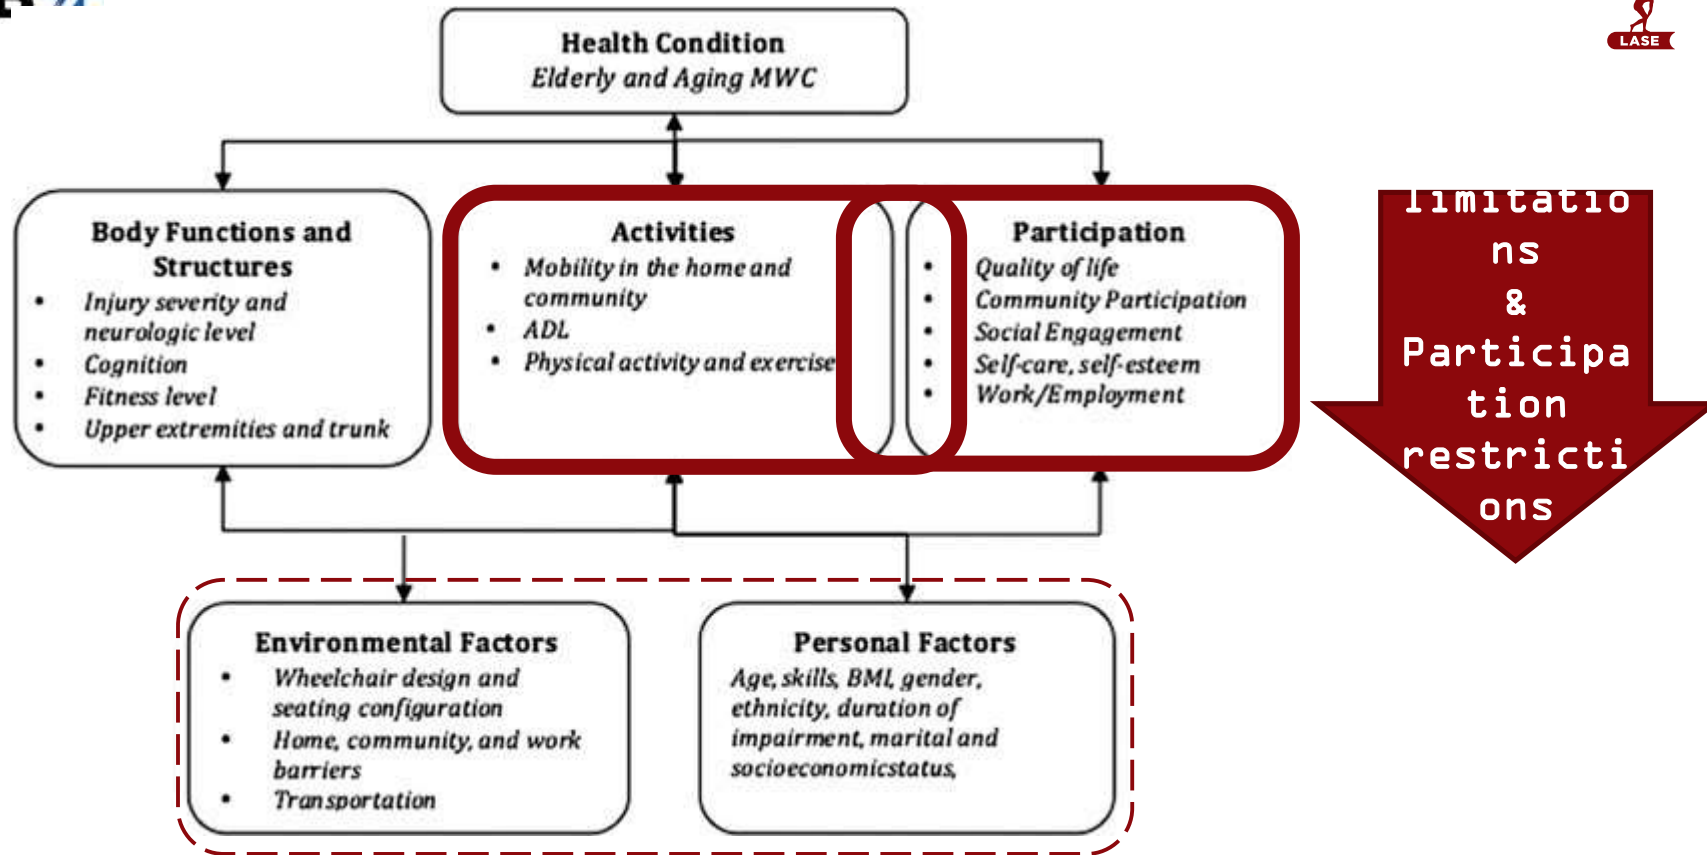 LASE
Health Condition
Elderly and Aging MWC
Body Functions and
Structures
• Injury severity and
neurologic level
• Cognition
• Fitness level
• Upper extremities and trunk
Activities
• Mobility in the home and
community
• ADL
• Physical activity and exercise
Participation
• Quality of life
• Community Participation
• Social Engagement
• Self-care, self-esteem
• Work/Employment
limitatio
ns
&
Participa
tion
restricti
ons
Environmental Factors
• Wheelchair design and
seating configuration
• Home, community, and work
barriers
• Transportation
Personal Factors
Age, skills, BMI, gender,
ethnicity, duration of
impairment, marital and
socioeconomicstatus,